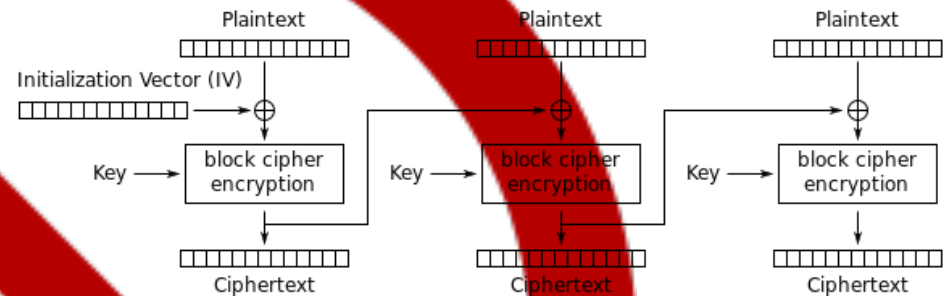 Plaintext
Plaintext
Plaintext
Initialization Vector (IV)
Key
block cipher
encryption
Key
block cipher
encryption
Key
block cipher
encryption
Ciphertext
Ciphertext
Ciphertext